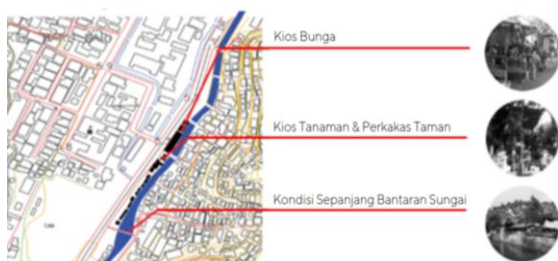 Kios Bunga
Kios Tanaman & Perkakas Taman
Kondisi Sepanjang Bantaran Sungai